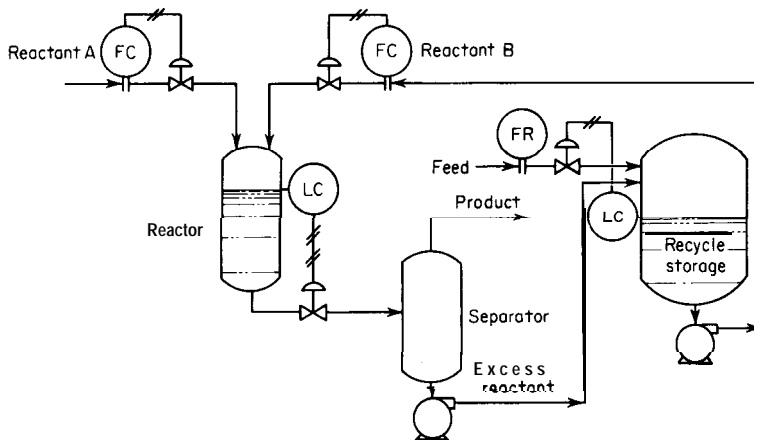 Reactant A
FC
FC
Reactant B
FR
Feed
LC
Product
LC
Reactor
Recycle
storage
Separator
Excess
reactant